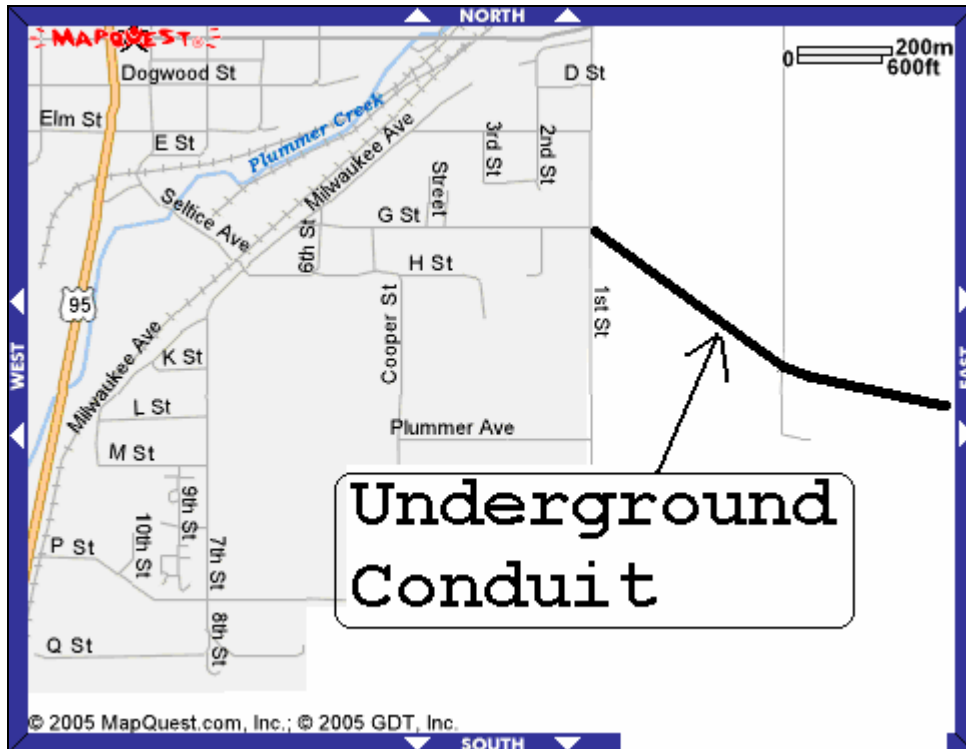 NORTH
MAPQUEST
200m
0
600ft
Dogwood St
D St
Elm St
Plummer Creek
E St
Milwaukee Ave
3rd St
2nd St
Street
Seltice Ave
G St
6th St
H St
95
1st St
Cooper St
WEST
EAST
Milwaukee Ave
K St
L St
Plummer Ave
M St
Underground
Conduit
9th St
10th St
P St
7th St
8th St
Q St
© 2005 MapQuest.com, Inc.; © 2005 GDT, Inc.
SOUTH